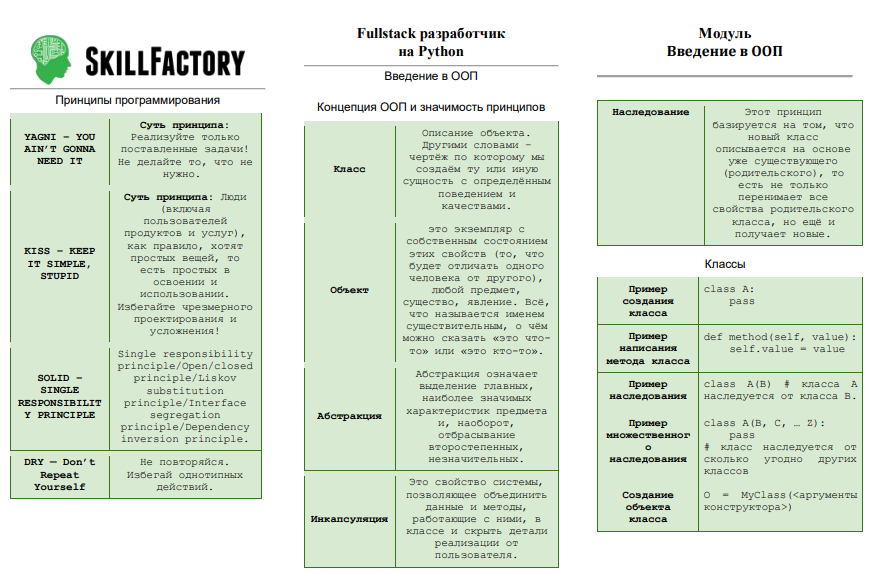 SKILLFACTORY
Принципы программирования
YAGNI – YOU
AIN'T GONNA
NEED IT
Суть принципа:
Реализуйте только
поставленные задачи!
Не делайте то, что не
нужно.
KISS – KEEP
IT SIMPLE,
STUPID
Суть принципа: Люди
(включая
пользователей
продуктов и услуг),
как правило, хотят
простых вещей, то
есть простых в
освоении и
использовании.
Избегайте чрезмерного
проектирования и
усложнения!
SOLID –
SINGLE
RESPONSIBILIT
Y PRINCIPLE
Single responsibility
principle/Open/closed
principle/Liskov
substitution
principle/Interface
segregation
principle/Dependency
inversion principle.
DRY — Don't
Repeat
Yourself
Не повторяйся.
Избегай однотипных
действий.
Fullstack разработчик
на Python
Введение в ООП
Концепция ООП и значимость принципов
Класс
Описание объекта.
Другими словами –
чертёж по которому мы
создаём ту или иную
сущность с определённым
поведением и
качествами.
Объект
это экземпляр с
собственным состоянием
этих свойств (то, что
будет отличать одного
человека от другого),
любой предмет,
существо, явление. Всё,
что называется именем
существительным, о чём
можно сказать «это что-
то» или «это кто-то».
Абстракция
Абстракция означает
выделение главных,
наиболее значимых
характеристик предмета
и, наоборот,
отбрасывание
второстепенных,
незначительных.
Инкапсуляция
Это свойство системы,
позволяющее объединить
данные и методы,
работающие с ними, в
классе и скрыть детали
реализации от
пользователя.
Модуль
Введение в ООП
Наследование
Этот принцип
базируется на том, что
новый класс
описывается на основе
уже существующего
(родительского), то
есть не только
перенимает все
свойства родительского
класса, но ещё и
получает новые.
Классы
Пример
создания
класса
class A:
    pass
Пример
написания
метода класса
def method(self, value):
    self.value = value
Пример
наследования
class A(B) # класс А
наследуется от класса B.
Пример
множественног
о
наследования
class A(B, C, … Z):
    pass
# класс наследуется от
сколько угодно других
классов
Создание
объекта
класса
O = MyClass(<аргументы
конструктора>)